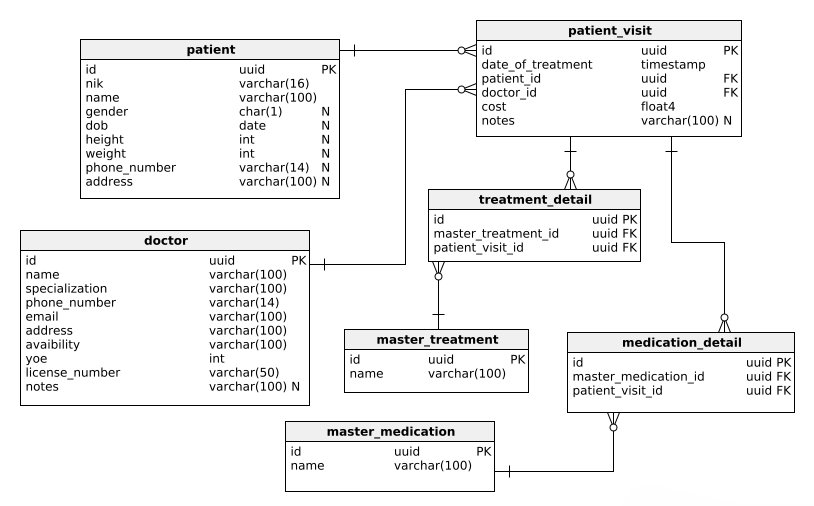 patient
id uuid PK
nik varchar(16)
name varchar(100)
gender char(1) N
dob date N
height int N
weight int N
phone_number varchar(14) N
address varchar(100) N
patient_visit
id uuid PK
date_of_treatment timestamp
patient_id uuid FK
doctor_id uuid FK
cost float4
notes varchar(100) N
treatment_detail
id uuid PK
master_treatment_id uuid FK
patient_visit_id uuid FK
doctor
id uuid PK
name varchar(100)
specialization varchar(100)
phone_number varchar(14)
email varchar(100)
address varchar(100)
avaibility varchar(100)
yoe int
license_number varchar(50)
notes varchar(100) N
master_treatment
id uuid PK
name varchar(100)
medication_detail
id uuid PK
master_medication_id uuid FK
patient_visit_id uuid FK
master_medication
id uuid PK
name varchar(100)